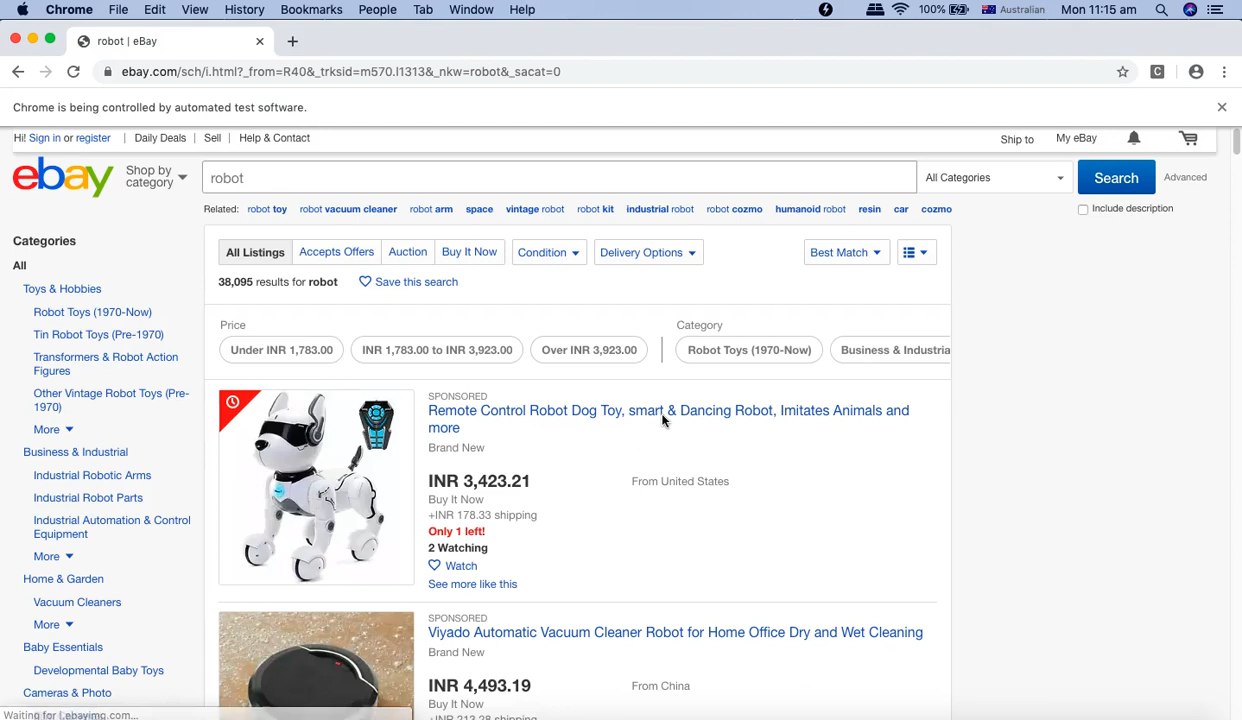 Chrome File Edit View History Bookmarks People Tab Window Help 100% Australian Mon 11:15 am
robot | eBay
ebay.com/sch/i.html?_from=R40&_trksid=m570.l1313&_nkw=robot&_sacat=0
Chrome is being controlled by automated test software.
Hi! Sign in or register | Daily Deals | Sell | Help & Contact Ship to My eBay
ebay Shop by category robot All Categories Search Advanced
Related: robot toy robot vacuum cleaner robot arm space vintage robot robot kit industrial robot robot cozmo humanoid robot resin car cozmo Include description
Categories
All
Toys & Hobbies
Robot Toys (1970-Now)
Tin Robot Toys (Pre-1970)
Transformers & Robot Action
Figures
Other Vintage Robot Toys (Pre-
1970)
More
Business & Industrial
Industrial Robotic Arms
Industrial Robot Parts
Industrial Automation & Control
Equipment
More
Home & Garden
Vacuum Cleaners
More
Baby Essentials
Developmental Baby Toys
Cameras & Photo
All Listings Accepts Offers Auction Buy It Now Condition Delivery Options Best Match
38,095 results for robot Save this search
Price Category
Under INR 1,783.00 INR 1,783.00 to INR 3,923.00 Over INR 3,923.00 Robot Toys (1970-Now) Business & Industria
SPONSORED
Remote Control Robot Dog Toy, smart & Dancing Robot, Imitates Animals and
more
Brand New
INR 3,423.21 From United States
Buy It Now
+INR 178.33 shipping
Only 1 left!
2 Watching
Watch
See more like this
SPONSORED
Viyado Automatic Vacuum Cleaner Robot for Home Office Dry and Wet Cleaning
Brand New
INR 4,493.19 From China
Buy It Now
+INR 213.28 shipping
Waiting for i.ebayimg.com...